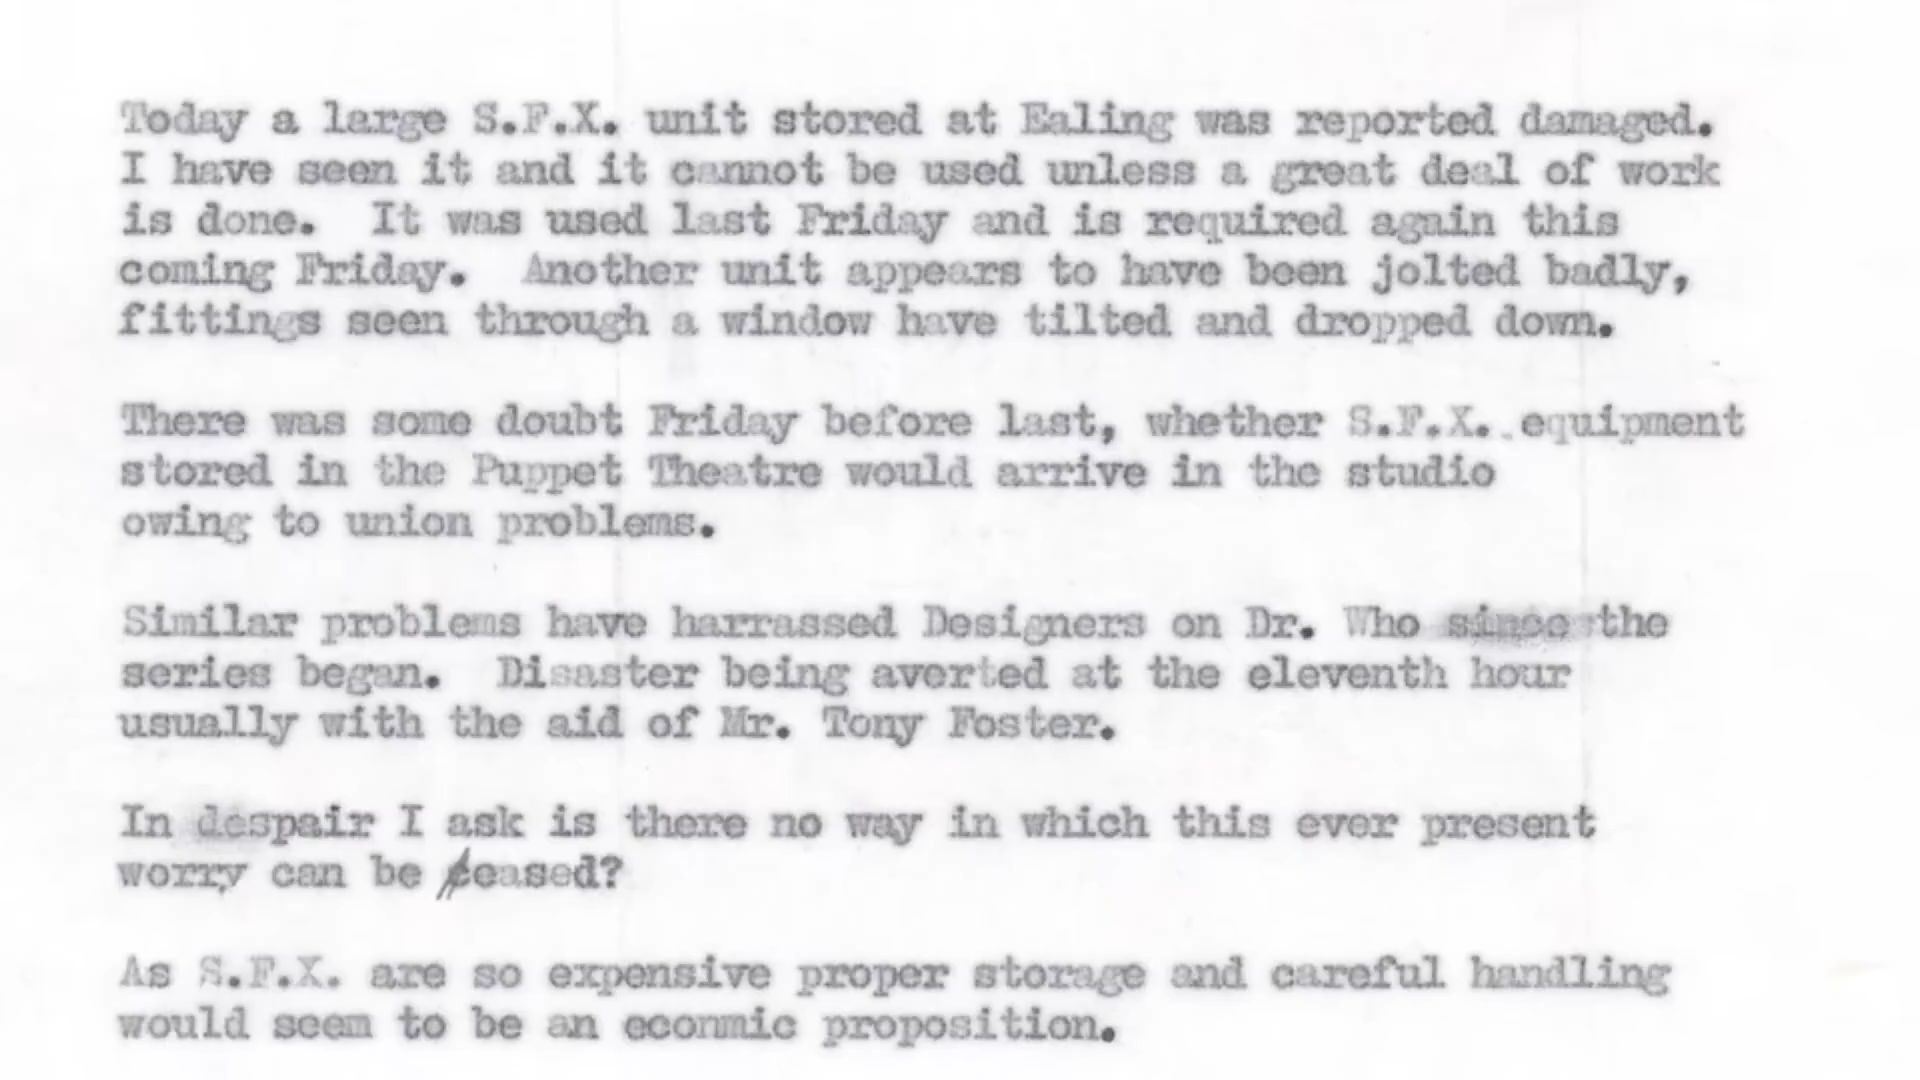 Today a large S.F.X. unit stored at Ealing was reported damaged.
I have seen it and it cannot be used unless a great deal of work
is done. It was used last Friday and is required again this
coming Friday. Another unit appears to have been jolted badly,
fittings seen through a window have tilted and dropped down.
There was some doubt Friday before last, whether S.F.X. equipment
stored in the Puppet Theatre would arrive in the studio
owing to union problems.
Similar problems have harrassed Designers on Dr. Who since the
series began. Disaster being averted at the eleventh hour
usually with the aid of Mr. Tony Foster.
In despair I ask is there no way in which this ever present
worry can be ceased?
As S.F.X. are so expensive proper storage and careful handling
would seem to be an econmic proposition.